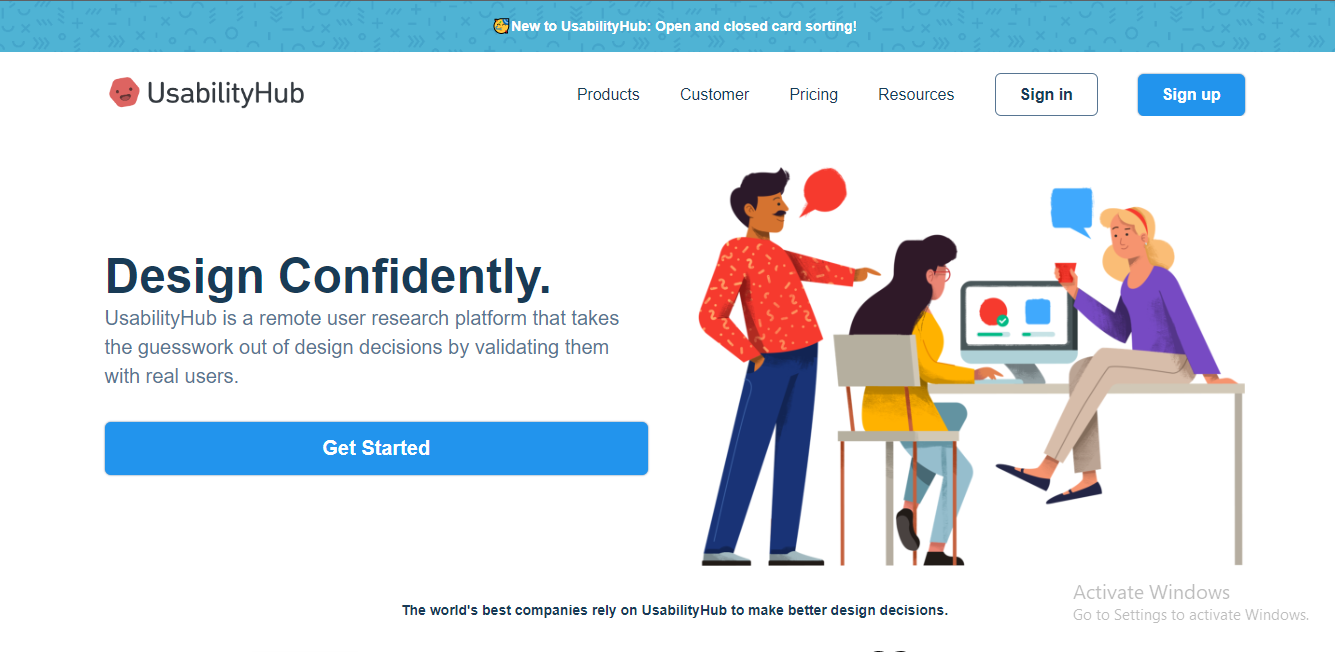 New to UsabilityHub: Open and closed card sorting!
UsabilityHub
Products
Customer
Pricing
Resources
Sign in
Sign up
Design Confidently.
UsabilityHub is a remote user research platform that takes
the guesswork out of design decisions by validating them
with real users.
Get Started
The world's best companies rely on UsabilityHub to make better design decisions.
Activate Windows
Go to Settings to activate Windows.